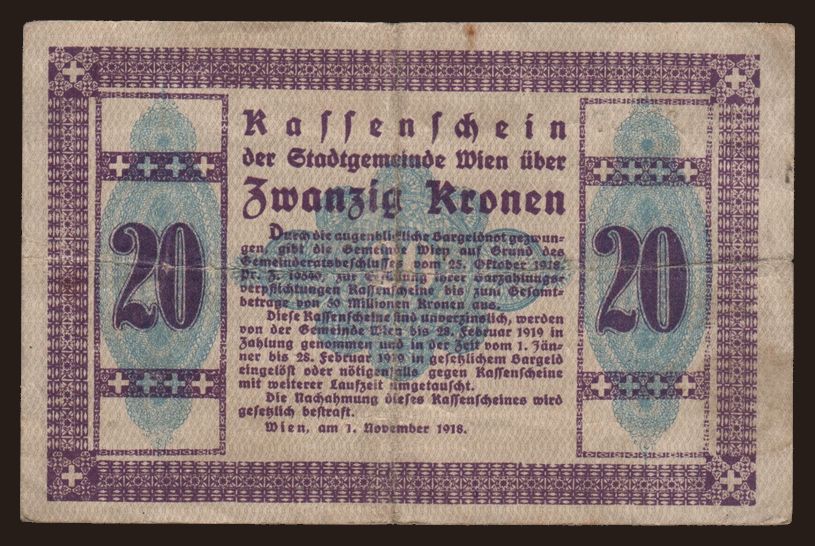 Kassenschein
der Stadtgemeinde Wien über
Zwanzig Kronen
Durch die augenblickliche Bargeldnot gezwun-
gen, gibt die Gemeinde Wien auf Grund des
Gemeinderatsbeschlusses vom 25. Oktober 1918,
Pr. Z. zur Erfüllung ihrer Barzahlungs-
verpflichtungen Kassenscheine bis zum Gesamt-
betrage von 50 Millionen Kronen aus.
Diese Kassenscheine sind unverzinslich, werden
von der Gemeinde Wien bis 28. Februar 1919 in
Zahlung genommen und in der Zeit vom 1. Jän-
ner bis 28. Februar 1919 in gesetzlichem Bargeld
eingelöst oder nötigenfalls gegen Kassenscheine
mit weiterer Laufzeit umgetauscht.
Die Nachahmung dieses Kassenscheines wird
gesetzlich bestraft.
Wien, am 1. November 1918.
20
20